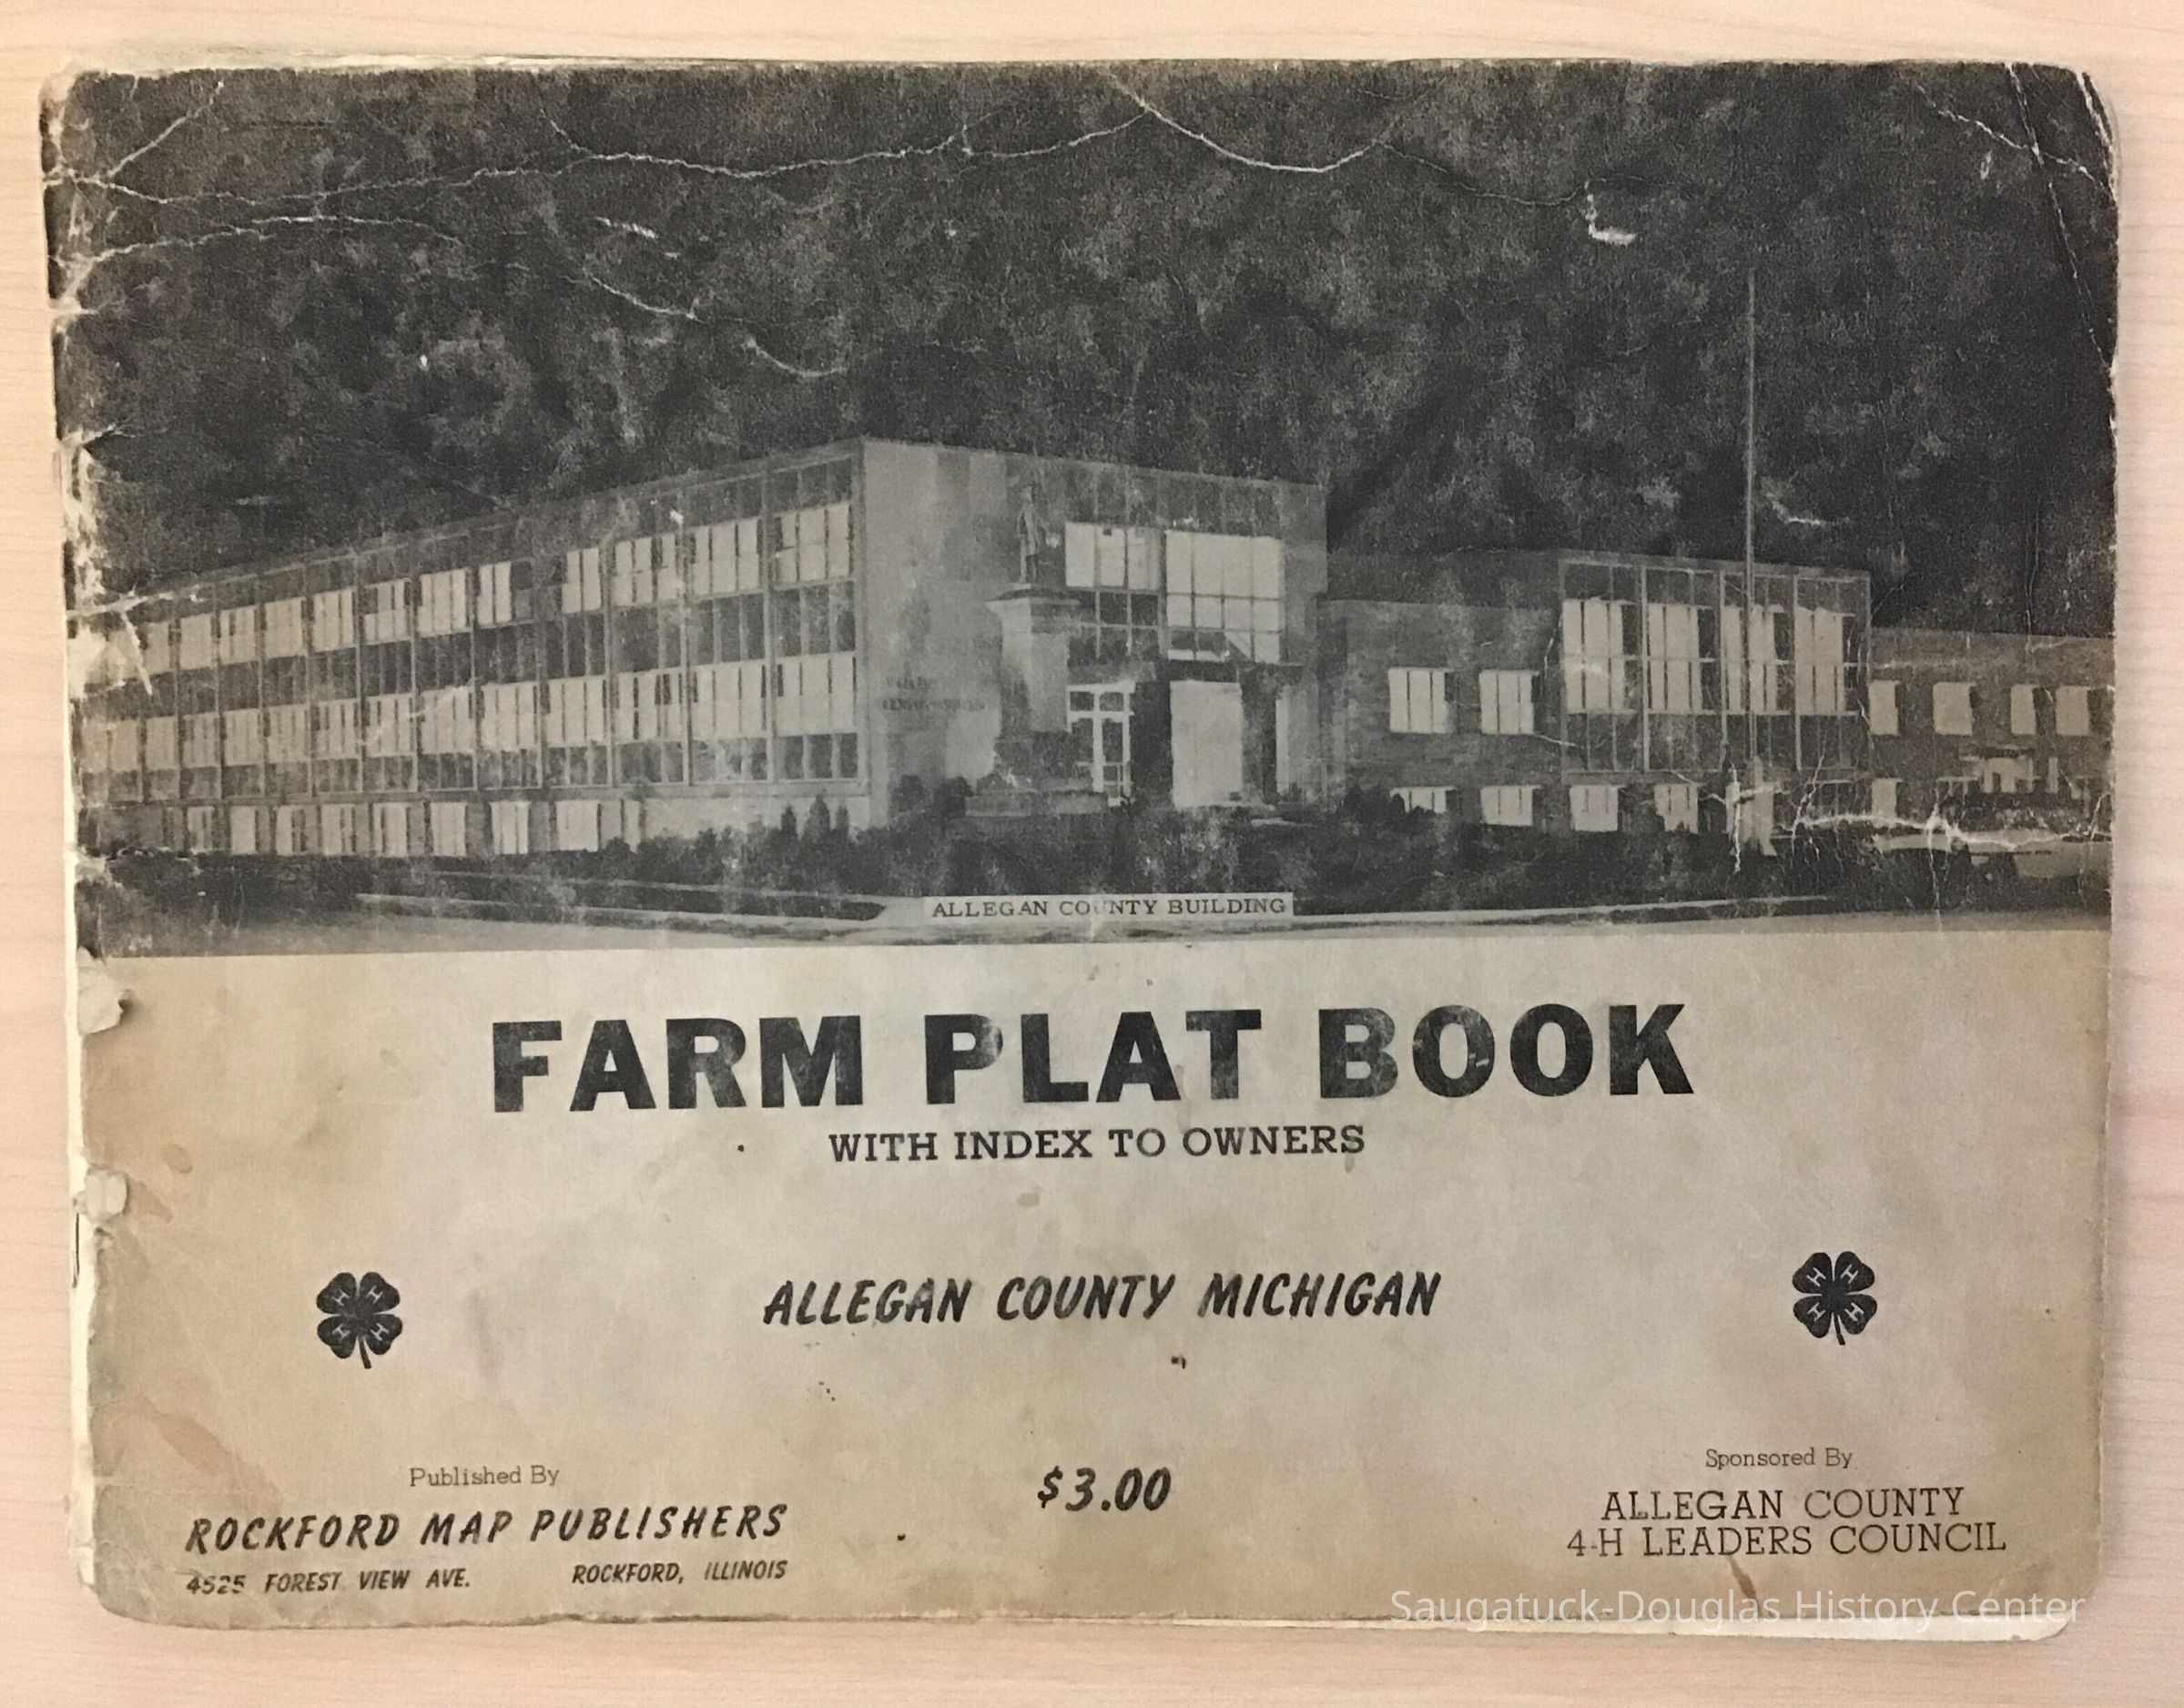 ALLEGAN COUNTY BUILDING
FARM PLAT BOOK
WITH INDEX TO OWNERS
ALLEGAN COUNTY MICHIGAN
H H
H H
H H
H H
Published By
ROCKFORD MAP PUBLISHERS
4525 FOREST VIEW AVE. ROCKFORD, ILLINOIS
$3.00
Sponsored By
ALLEGAN COUNTY
4-H LEADERS COUNCIL
Saugatuck-Douglas History Center